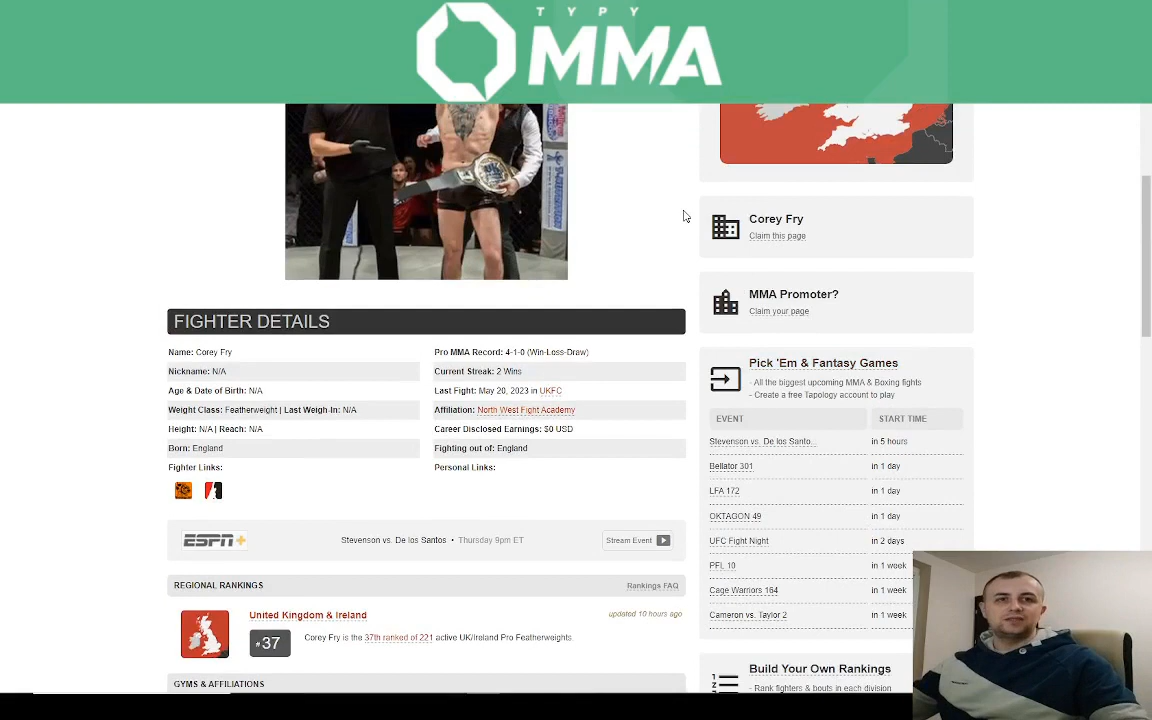 TYPY
MMA
Corey Fry
Claim this page
MMA Promoter?
Claim your page
FIGHTER DETAILS
Name: Corey Fry
Pro MMA Record: 4-1-0 (Win-Loss-Draw)
Nickname: N/A
Current Streak: 2 Wins
Age & Date of Birth: N/A
Last Fight: May 20, 2023 in UKFC
Weight Class: Featherweight | Last Weigh-In: N/A
Affiliation: North West Fight Academy
Height: N/A | Reach: N/A
Career Disclosed Earnings: $0 USD
Born: England
Fighting out of: England
Fighter Links:
Personal Links:
Pick 'Em & Fantasy Games
- All the biggest upcoming MMA & Boxing fights
- Create a free Tapology account to play
EVENT START TIME
Stevenson vs. De los Santo... in 5 hours
Bellator 301 in 1 day
LFA 172 in 1 day
OKTAGON 49 in 1 day
UFC Fight Night in 2 days
PFL 10 in 1 week
Cage Warriors 164 in 1 week
Cameron vs. Taylor 2 in 1 week
ESPN+ Stevenson vs. De los Santos • Thursday 9pm ET Stream Event
REGIONAL RANKINGS Rankings FAQ
United Kingdom & Ireland updated 10 hours ago
#37 Corey Fry is the 37th ranked of 221 active UK/Ireland Pro Featherweights.
GYMS & AFFILIATIONS
Build Your Own Rankings
- Rank fighters & bouts in each division